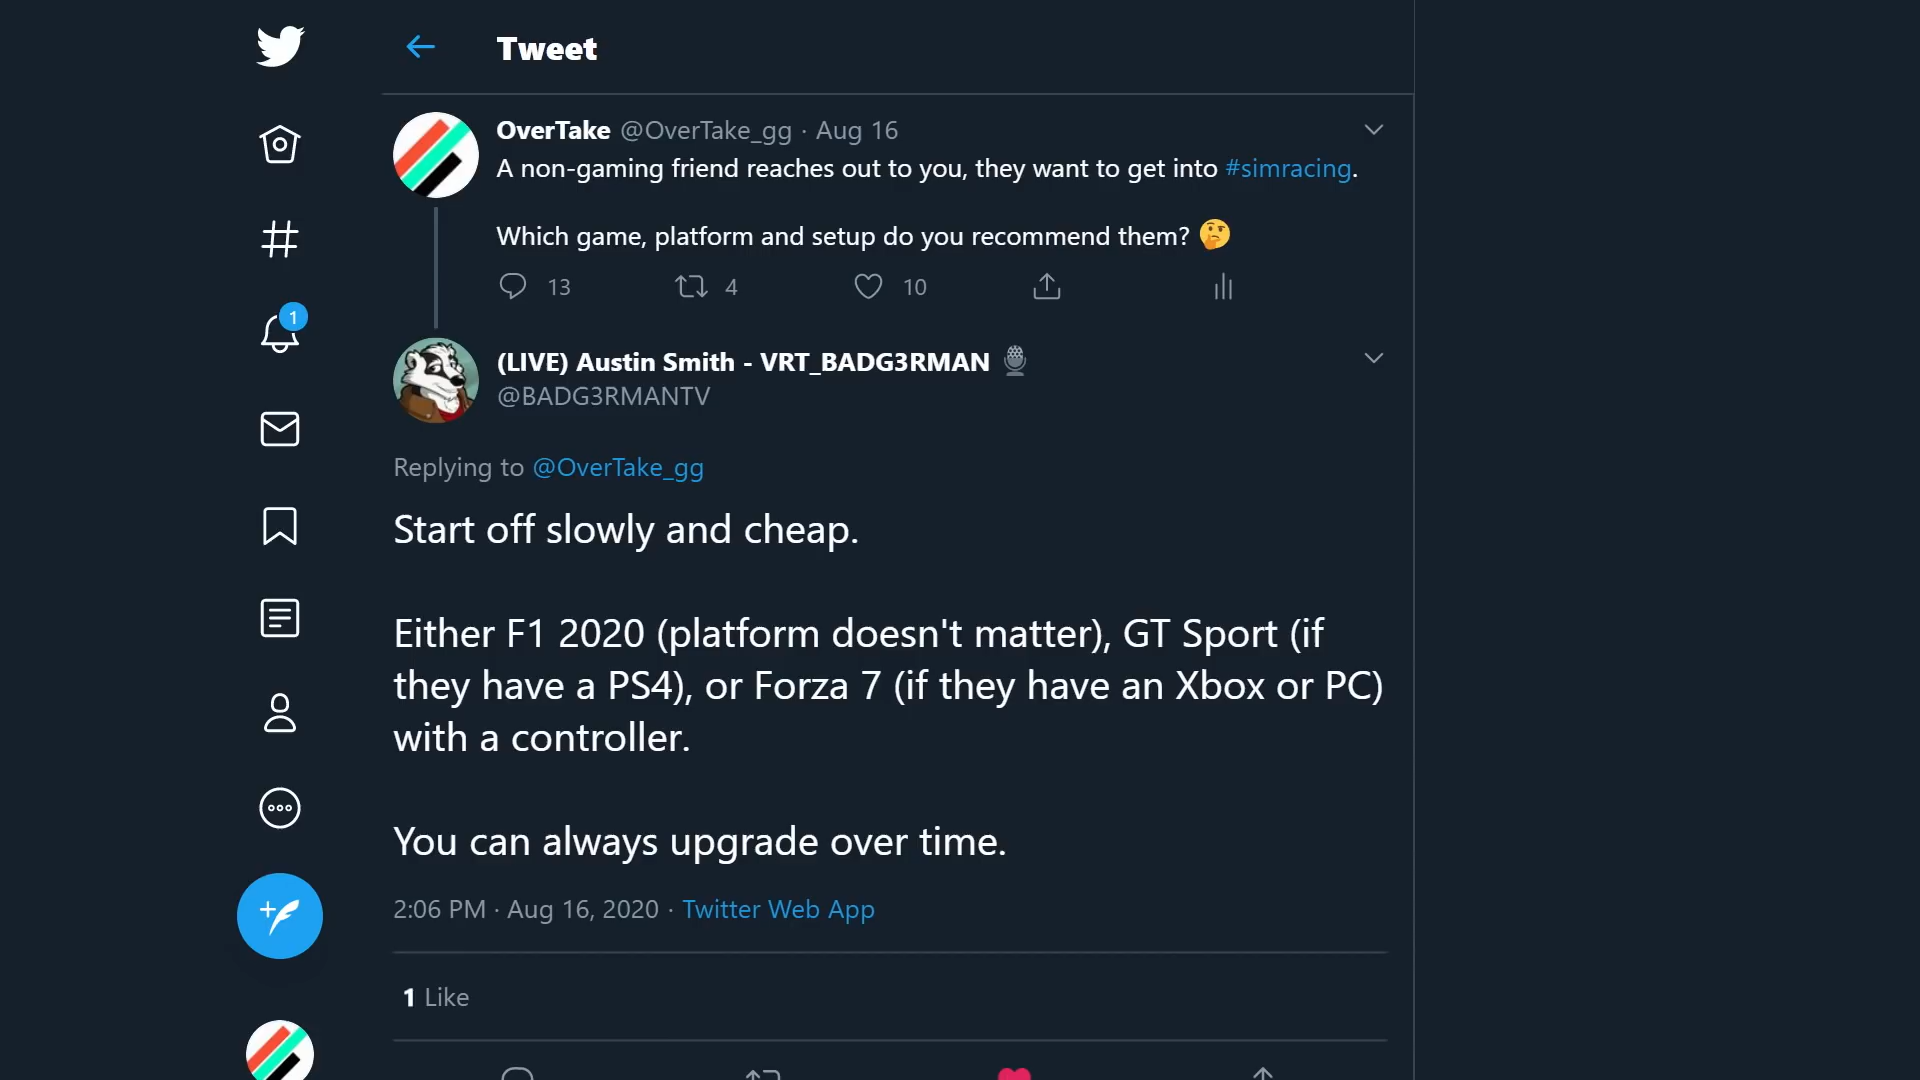 Tweet
OverTake @OverTake_gg · Aug 16
A non-gaming friend reaches out to you, they want to get into #simracing.
Which game, platform and setup do you recommend them? 🤔
13 4 10
1
(LIVE) Austin Smith - VRT_BADG3RMAN 🎙
@BADG3RMANTV
Replying to @OverTake_gg
Start off slowly and cheap.
Either F1 2020 (platform doesn't matter), GT Sport (if
they have a PS4), or Forza 7 (if they have an Xbox or PC)
with a controller.
You can always upgrade over time.
2:06 PM · Aug 16, 2020 · Twitter Web App
1 Like